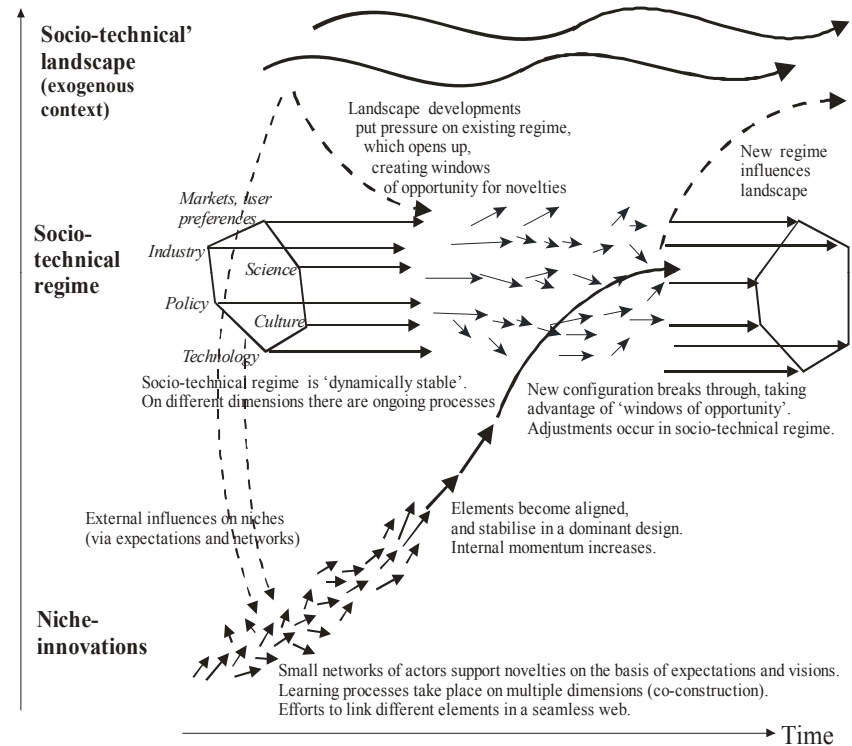 Socio-technical’
landscape
(exogenous
context)
Landscape developments
put pressure on existing regime,
which opens up,
creating windows
of opportunity for novelties
New regime
influences
landscape
Markets, user
preferences
Socio-
technical
regime
Industry
Science
Policy
Culture
Technology
Socio-technical regime is ‘dynamically stable’.
On different dimensions there are ongoing processes
New configuration breaks through, taking
advantage of ‘windows of opportunity’.
Adjustments occur in socio-technical regime.
External influences on niches
(via expectations and networks)
Elements become aligned,
and stabilise in a dominant design.
Internal momentum increases.
Niche-
innovations
Small networks of actors support novelties on the basis of expectations and visions.
Learning processes take place on multiple dimensions (co-construction).
Efforts to link different elements in a seamless web.
Time